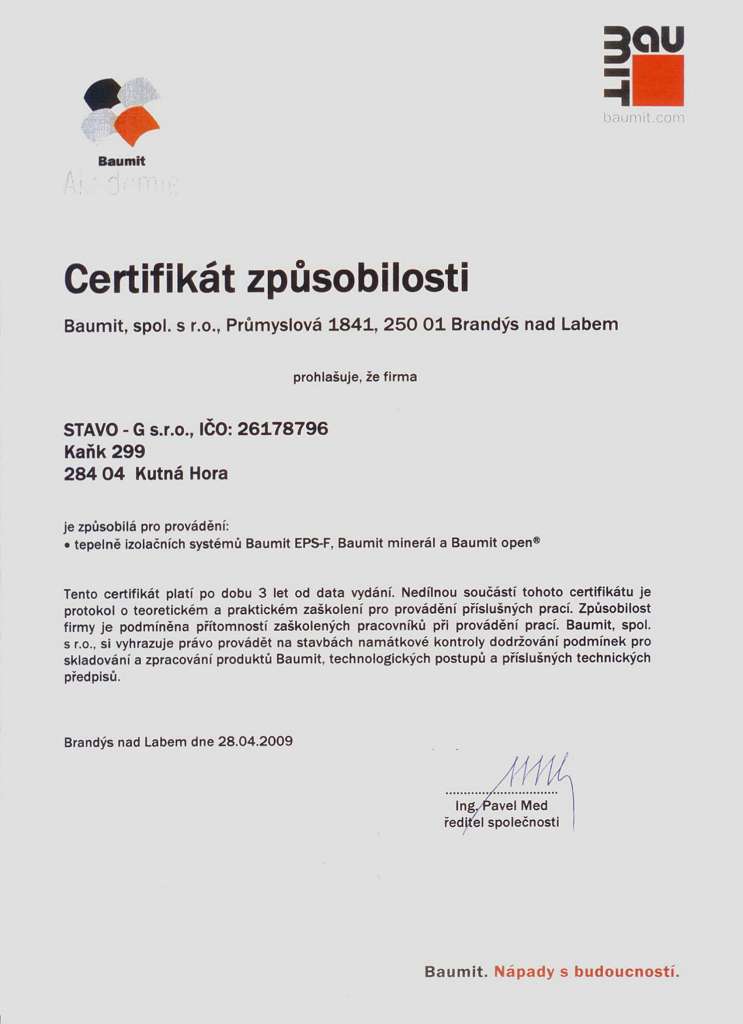 BAU
MIT
baumit.com
Baumit
Akademie
Certifikát způsobilosti
Baumit, spol. s r.o., Průmyslová 1841, 250 01 Brandýs nad Labem
prohlašuje, že firma
STAVO - G s.r.o., IČO: 26178796
Kaňk 299
284 04 Kutná Hora
je způsobilá pro provádění:
• tepelně izolačních systémů Baumit EPS-F, Baumit minerál a Baumit open®
Tento certifikát platí po dobu 3 let od data vydání. Nedílnou součástí tohoto certifikátu je
protokol o teoretickém a praktickém zaškolení pro provádění příslušných prací. Způsobilost
firmy je podmíněna přítomností zaškolených pracovníků při provádění prací. Baumit, spol.
s r.o., si vyhrazuje právo provádět na stavbách namátkové kontroly dodržování podmínek pro
skladování a zpracování produktů Baumit, technologických postupů a příslušných technických
předpisů.
Brandýs nad Labem dne 28.04.2009
Ing. Pavel Med
ředitel společnosti
Baumit. Nápady s budoucností.